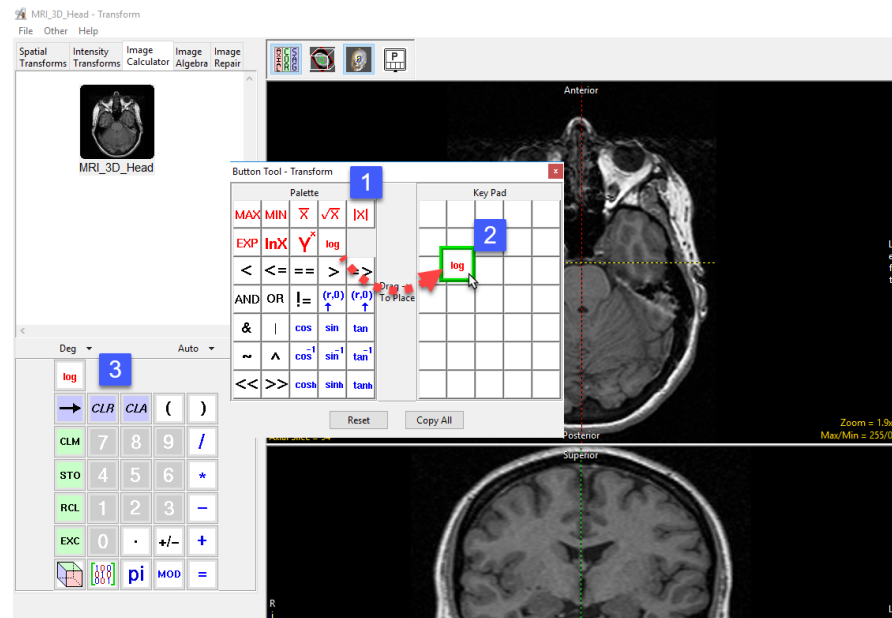 MRI_3D_Head - Transform
File Other Help
Spatial Transforms
Intensity Transforms
Image Calculator
Image Algebra
Image Repair
MRI_3D_Head
Deg
Auto
3
log
CLR CLA ( )
CLM 7 8 9 /
STO 4 5 6 *
RCL 1 2 3 −
EXC 0 . +/− +
pi MOD =
Button Tool - Transform
x
1
Palette
Key Pad
MAX MIN X √X |X|
EXP lnX Y^x log
< <= == > =>
AND OR != (r,θ) (r,θ)
& | cos sin tan
~ ^ cos^-1 sin^-1 tan^-1
<< >> cosh sinh tanh
To Place
2
log
Reset Copy All
P
Anterior
Zoom = 1.9x
Posterior
Superior
R